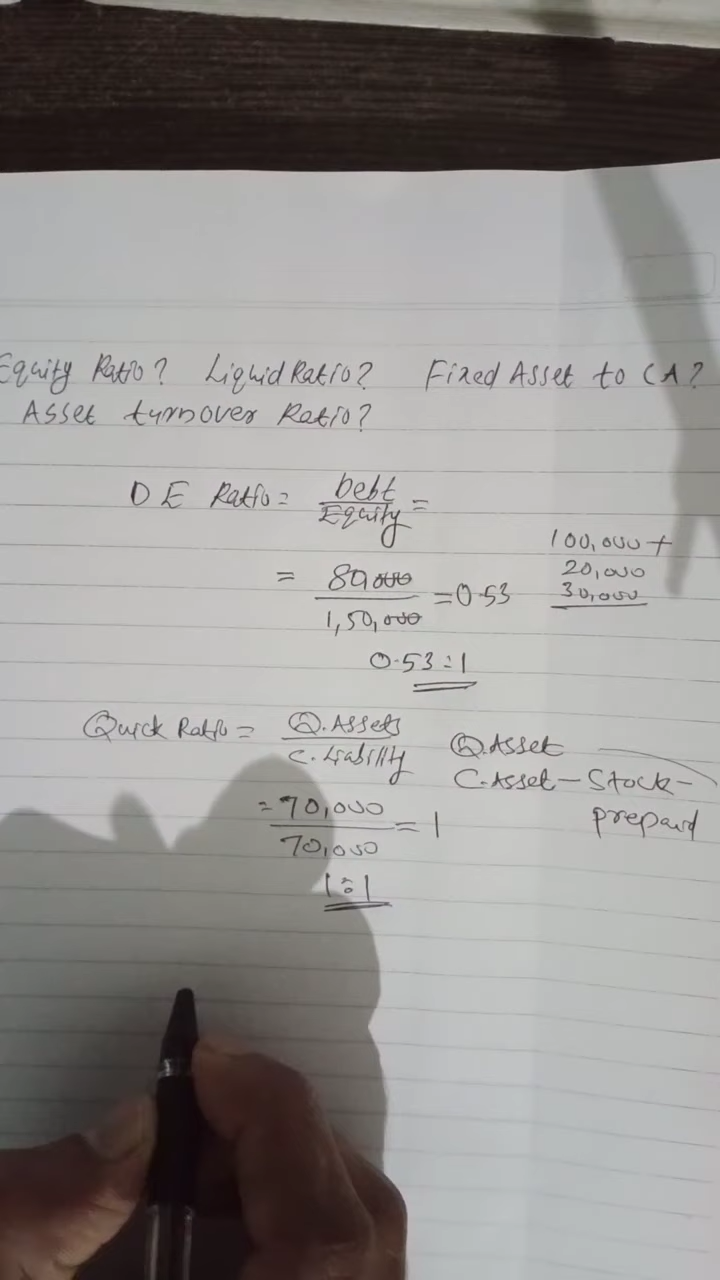 Equity Ratio? Liquid Ratio? Fixed Asset to CA?
Asset turnover Ratio?
DE Ratio = Debt / Equity =
100,000 +
20,000
30,000
= 80,000 / 1,50,000 = 0.53
0.53:1
Quick Ratio = Q.Assets / C.Liability
Q.Asset
C.Asset - Stock -
prepaid
= 70,000 / 70,000 = 1
1:1